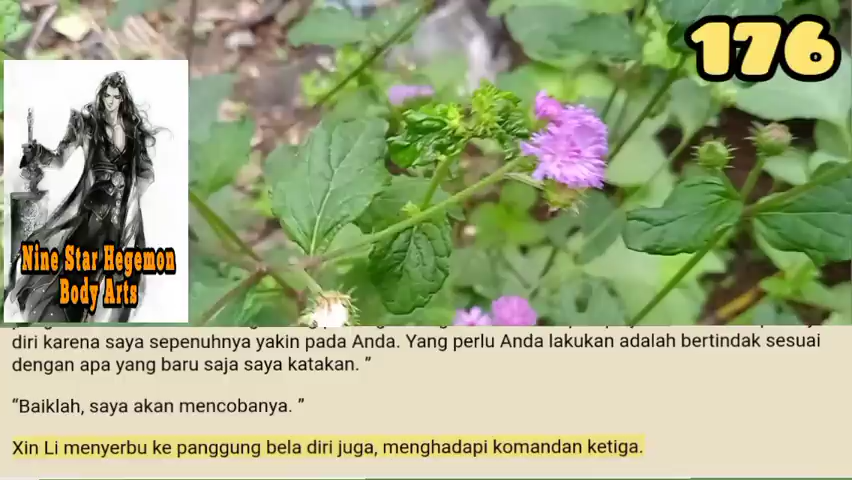 176
Nine Star Hegemon
Body Arts
diri karena saya sepenuhnya yakin pada Anda. Yang perlu Anda lakukan adalah bertindak sesuai
dengan apa yang baru saja saya katakan. ”
“Baiklah, saya akan mencobanya. ”
Xin Li menyerbu ke panggung bela diri juga, menghadapi komandan ketiga.